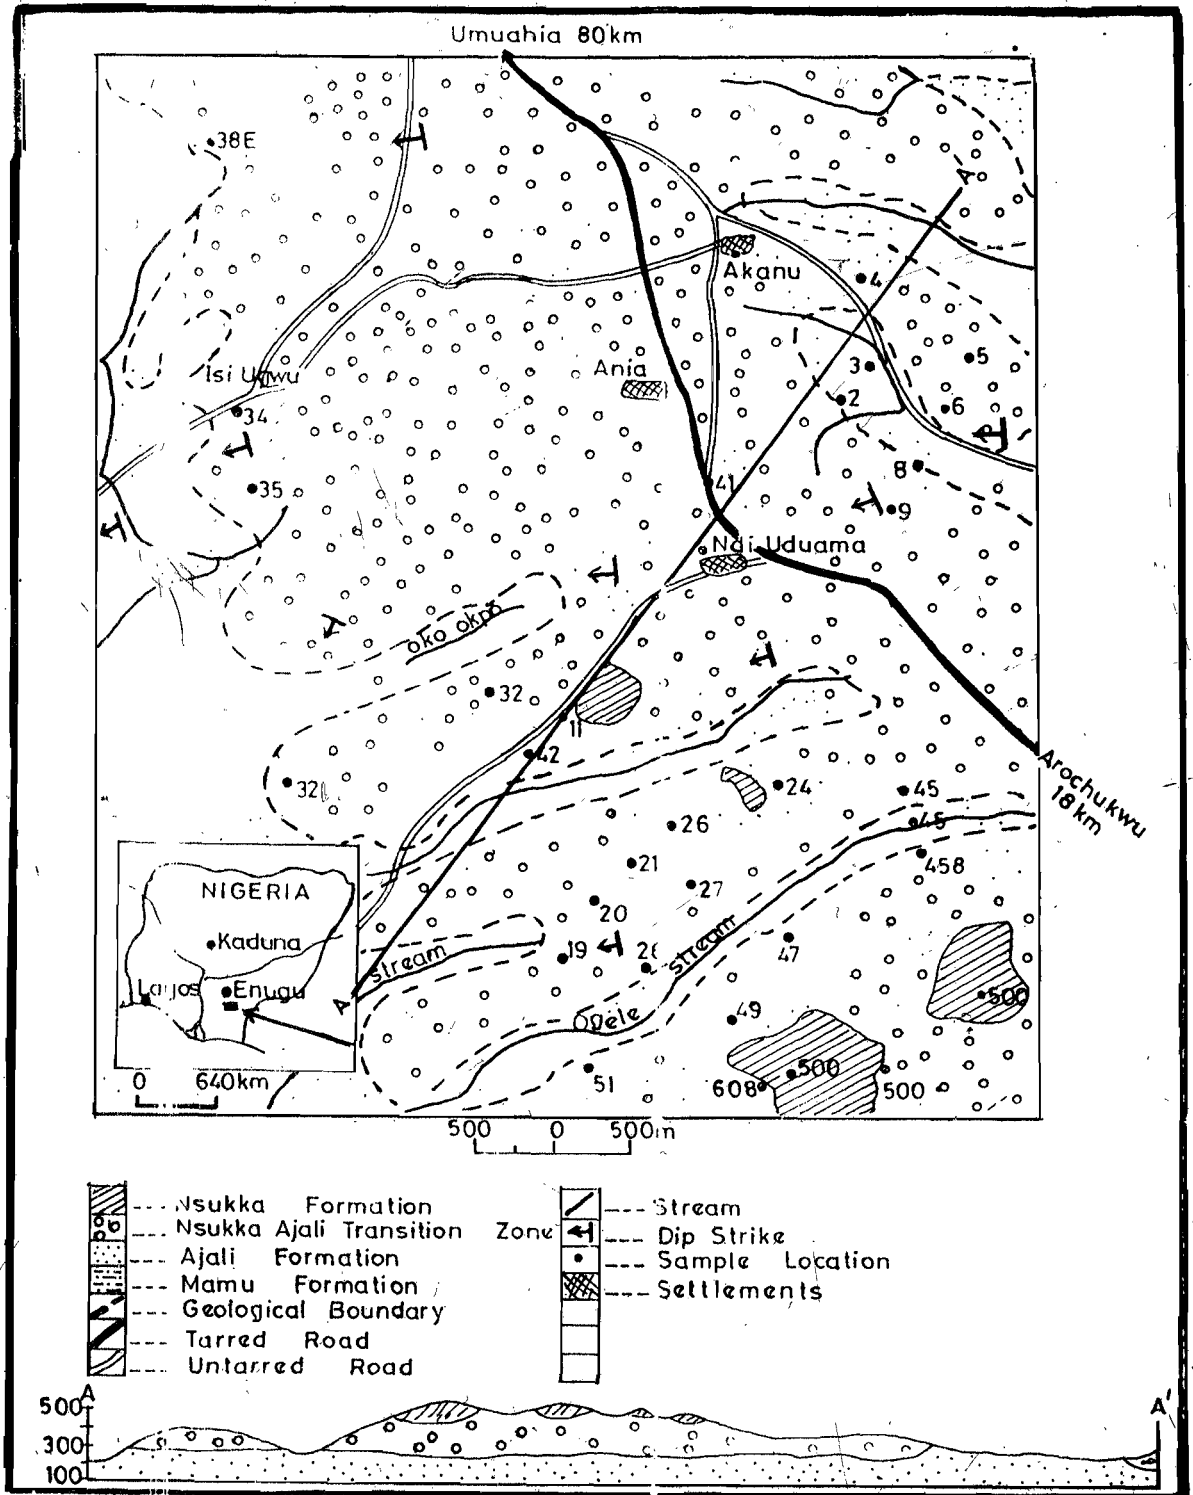 Umuahia 80km
38E
A'
Akanu
4
Isi Ugwu
Ania
3
5
2
6
34
8
35
41
9
Ndi Uduama
oko okpo
32
11
42
Arochukwu
18 km
32
24
45
26
45
21
458
NIGERIA
27
20
Kaduna
stream
19
stream
47
Lagos
Enugu
A
500
49
Opele
0 640km
51
608
500
500
500 0 500m
--- Nsukka Formation
--- Nsukka Ajali Transition Zone
--- Ajali Formation
--- Mamu Formation
--- Geological Boundary
--- Tarred Road
--- Untarred Road
--- Stream
--- Dip Strike
--- Sample Location
--- Settlements
A
A'
500
300
100